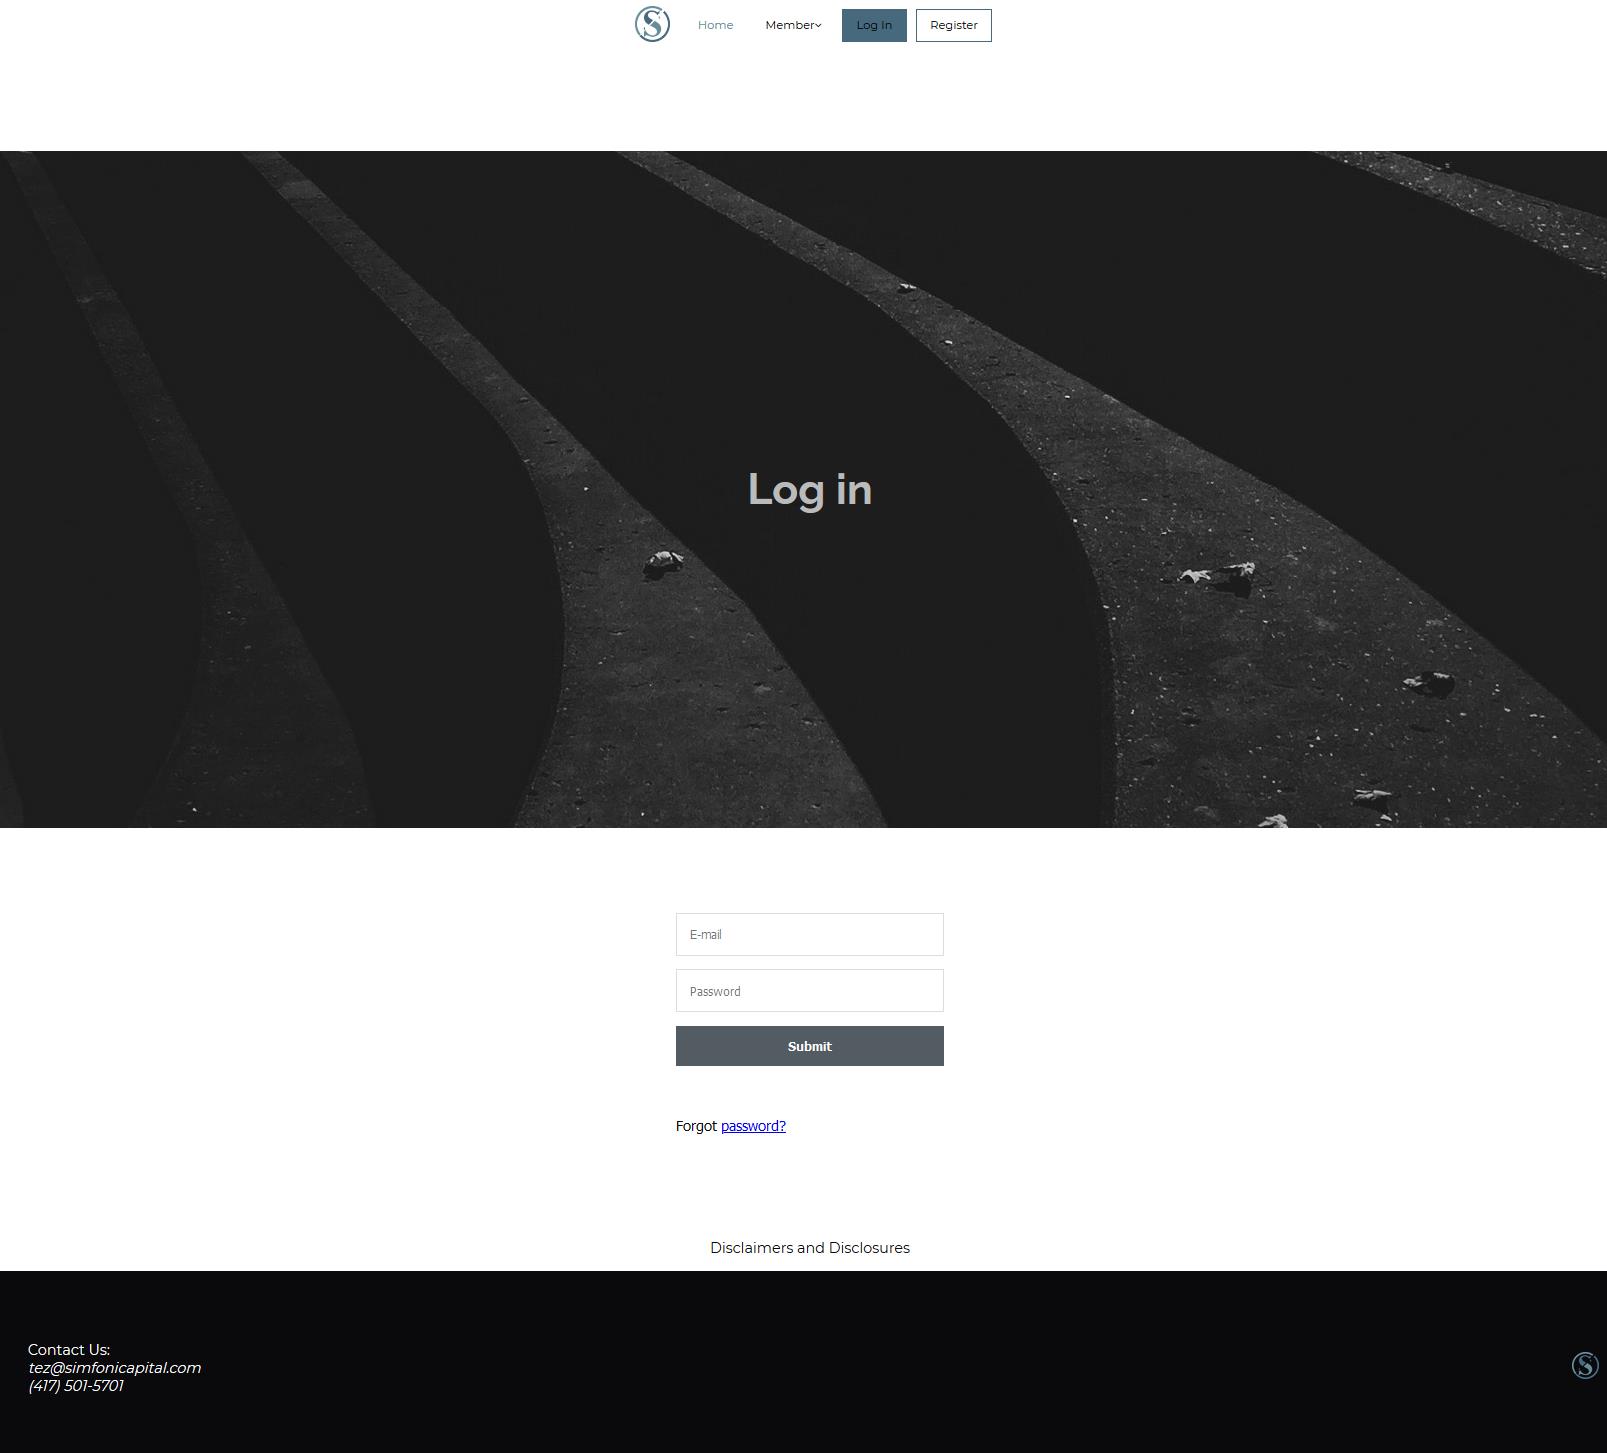 Home Member Log In Register
Log in
E-mail
Password
Submit
Forgot password?
Disclaimers and Disclosures
Contact Us:
tez@simfonicapital.com
(417) 501-5701